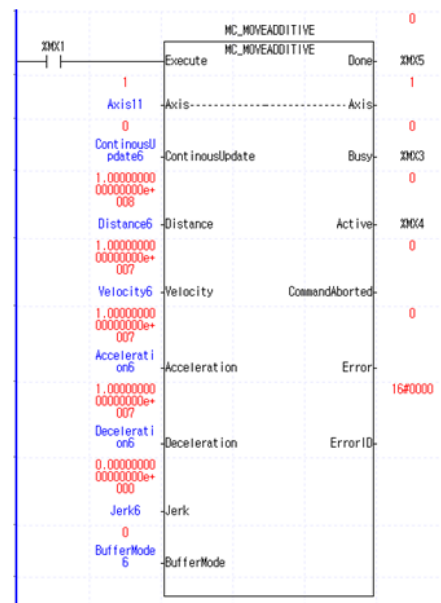 0
MC_MOVEADDITIVE
%MX1
MC_MOVEADDITIVE
Execute
Done
%MX5
1
1
Axis11
Axis
Axis
0
0
ContinousU
pdate6
ContinousUpdate
Busy
%MX3
1.00000000
00000000e+
008
0
Distance6
Distance
Active
%MX4
1.00000000
00000000e+
007
0
Velocity6
Velocity
CommandAborted
1.00000000
00000000e+
007
0
Accelerati
on6
Acceleration
Error
1.00000000
00000000e+
007
16#0000
Decelerati
on6
Deceleration
ErrorID
0.00000000
00000000e+
000
Jerk6
Jerk
0
BufferMode
6
BufferMode